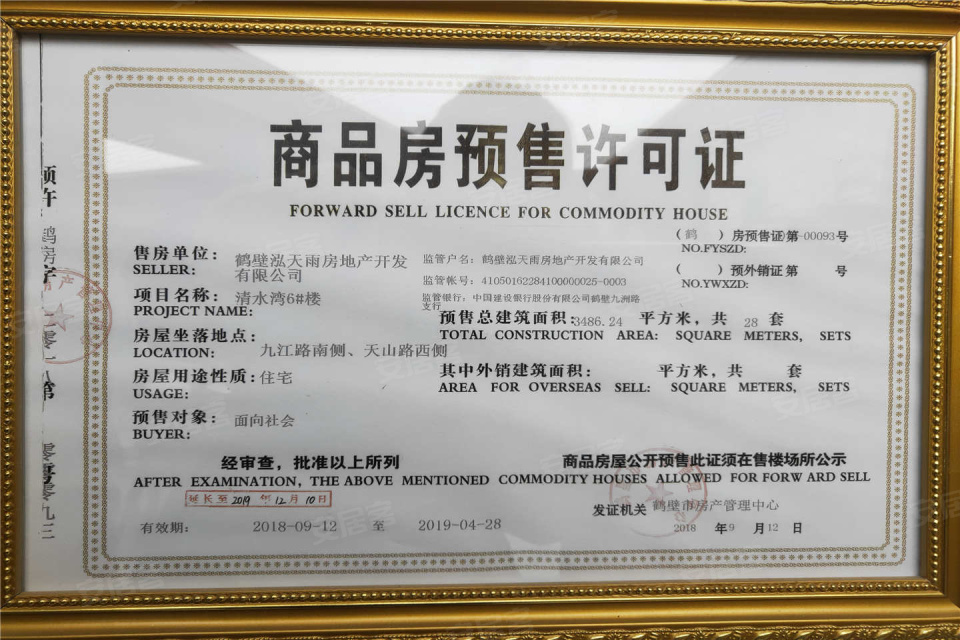 商品房预售许可证
FORWARD SELL LICENCE FOR COMMODITY HOUSE
（鹤　）房预售证第-00093号
NO.FYSZD:
（　）预外销证第　　号
NO.YWXZD:
售房单位：鹤壁泓天雨房地产开发
SELLER:　有限公司
监管户名：鹤壁泓天雨房地产开发有限公司
监管帐号：41050162284100000025-0003
监管银行：中国建设银行股份有限公司鹤壁九洲路
支行
项目名称：清水湾6#楼
PROJECT NAME:
预售总建筑面积：3486.24　平方米，共　28　套
TOTAL CONSTRUCTION AREA: SQUARE METERS, SETS
房屋坐落地点：
LOCATION:　九江路南侧、天山路西侧
房屋用途性质：住宅
USAGE:
其中外销建筑面积：　　平方米，共　　套
AREA FOR OVERSEAS SELL: SQUARE METERS, SETS
预售对象：面向社会
BUYER:
经审查，批准以上所列　　商品房屋公开预售此证须在售楼场所公示
AFTER EXAMINATION, THE ABOVE MENTIONED COMMODITY HOUSES ALLOWED FOR FORW ARD SELL
延长至2019年12月10日
发证机关　鹤壁市房产管理中心
有效期：　2018-09-12　至　2019-04-28
2018　年9　月12　日